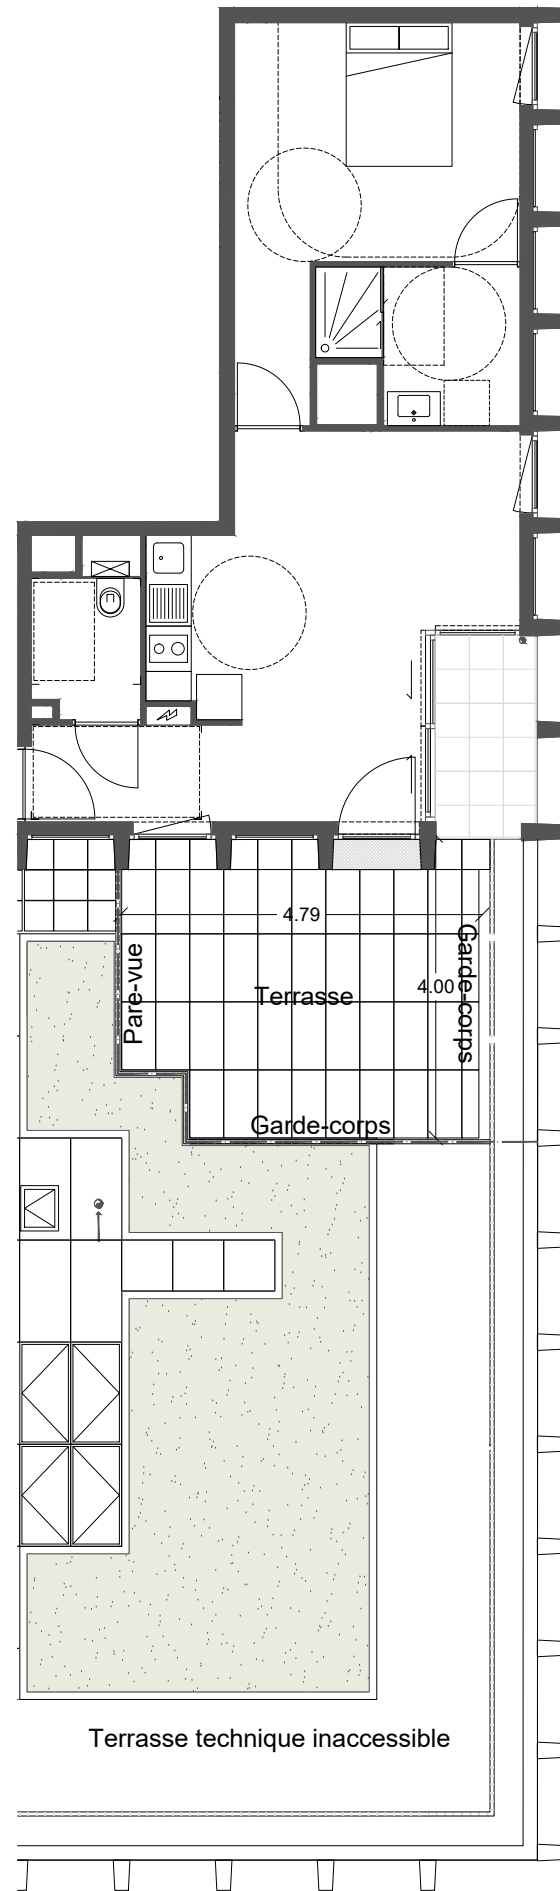 4.79
Pare-vue
Terrasse
4.00
Garde-corps
Garde-corps
Terrasse technique inaccessible